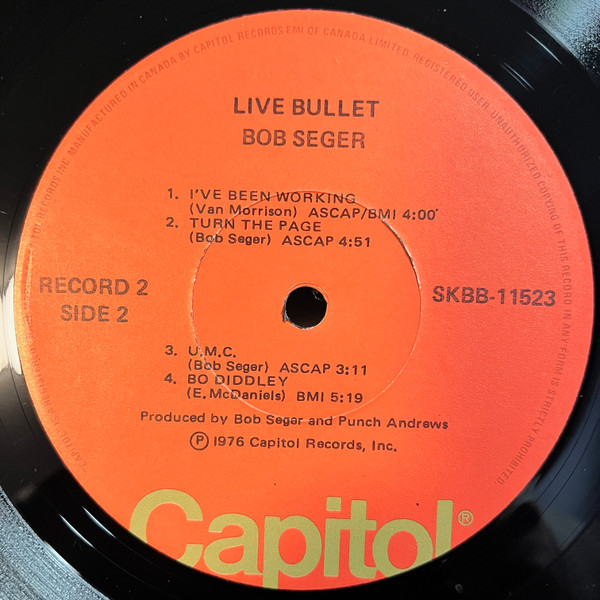 MANUFACTURED IN CANADA BY CAPITOL RECORDS EMI OF CANADA LIMITED. REGISTERED USER. UNAUTHORIZED COPYING OF THIS RECORD IN ANY FORM IS STRICTLY PROHIBITED.
LIVE BULLET
BOB SEGER
1. I'VE BEEN WORKING
(Van Morrison) ASCAP/BMI 4:00
2. TURN THE PAGE
(Bob Seger) ASCAP 4:51
RECORD 2
SIDE 2
SKBB-11523
3. U.M.C.
(Bob Seger) ASCAP 3:11
4. BO DIDDLEY
(E. McDaniels) BMI 5:19
Produced by Bob Seger and Punch Andrews
Ⓟ 1976 Capitol Records, Inc.
Capitol®